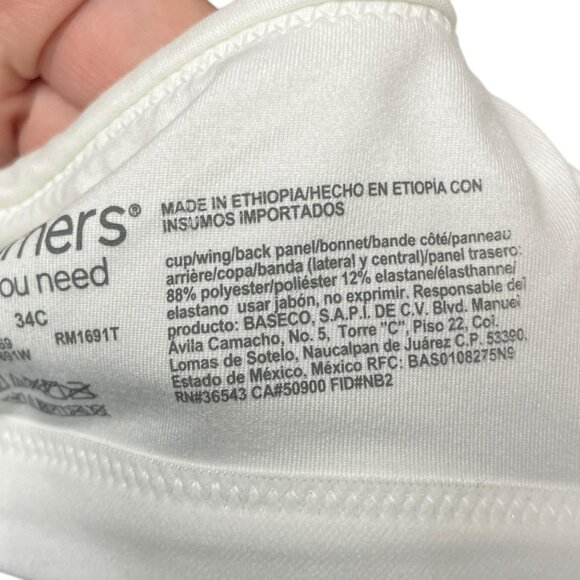 mers®
ou need
34C
69 RM1691T
691W
MADE IN ETHIOPIA/HECHO EN ETIOPÍA CON
INSUMOS IMPORTADOS
cup/wing/back panel/bonnet/bande côté/panneau
arrière/copa/banda (lateral y central)/panel trasero:
88% polyester/poliéster 12% elastane/élasthanne/
elastano usar jabón, no exprimir. Responsable del
producto: BASECO, S.A.P.I. DE C.V. Blvd. Manuel
Ávila Camacho, No. 5, Torre "C", Piso 22, Col.
Lomas de Sotelo, Naucalpan de Juárez C.P. 53390,
Estado de México, México RFC: BAS0108275N9
RN#36543 CA#50900 FID#NB2